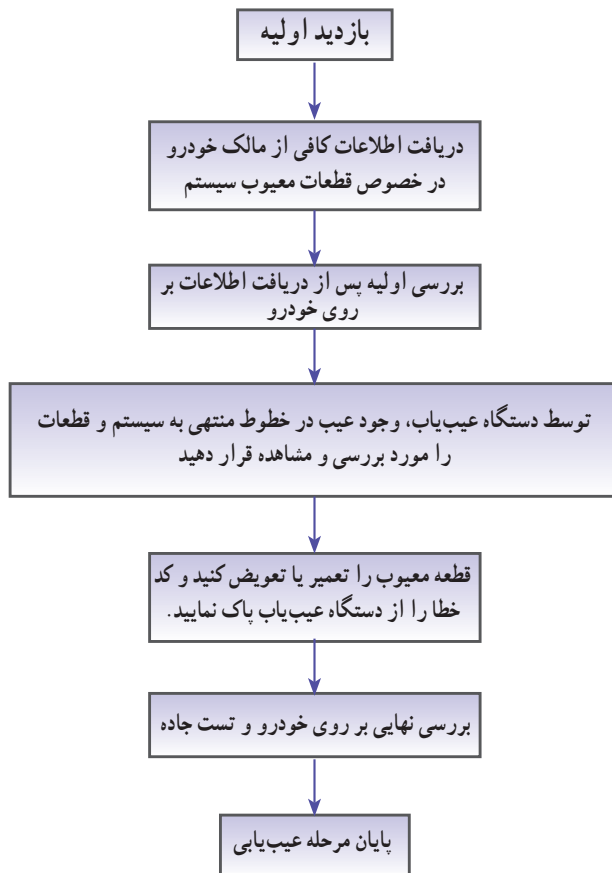 بازدید اولیه
دریافت اطلاعات کافی از مالک خودرو
در خصوص قطعات معیوب سیستم
بررسی اولیه پس از دریافت اطلاعات بر
روی خودرو
توسط دستگاه عیب‌یاب، وجود عیب در خطوط منتهی به سیستم و قطعات
را مورد بررسی و مشاهده قرار دهید
قطعه معیوب را تعمیر یا تعویض کنید و کد
خطا را از دستگاه عیب‌یاب پاک نمایید.
بررسی نهایی بر روی خودرو و تست جاده
پایان مرحله عیب‌یابی